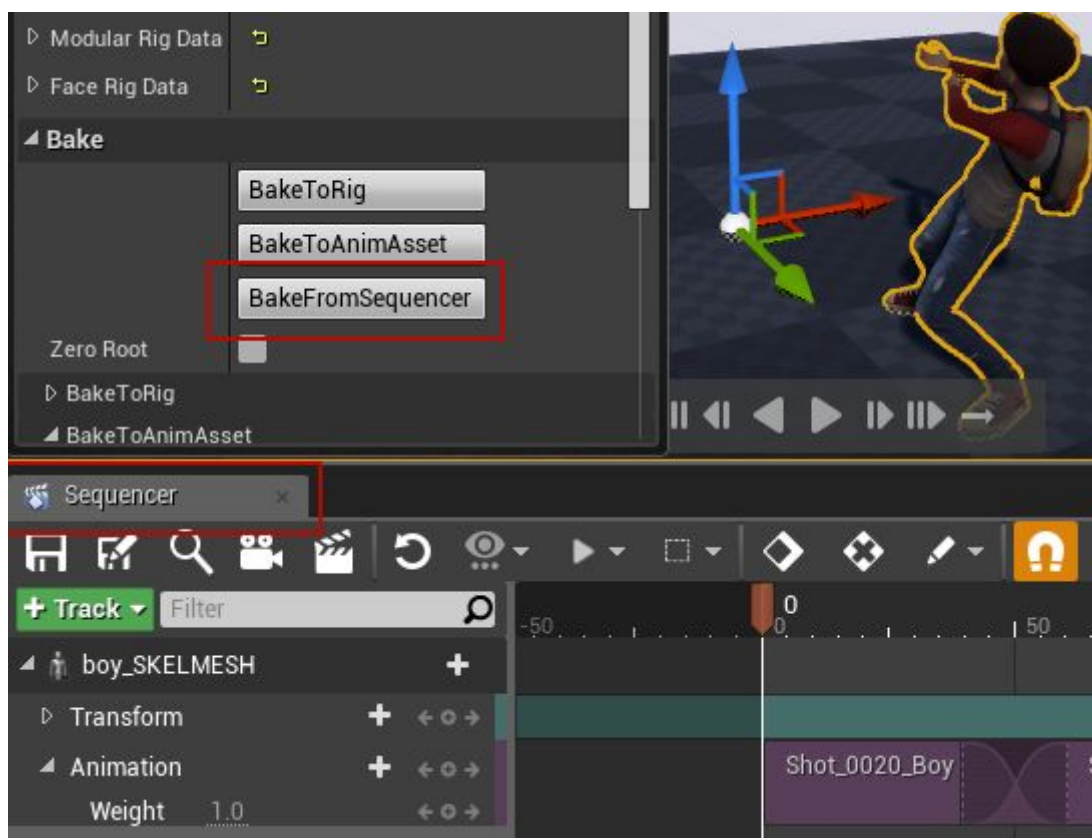 Modular Rig Data
Face Rig Data
Bake
BakeToRig
BakeToAnimAsset
BakeFromSequencer
Zero Root
BakeToRig
BakeToAnimAsset
Sequencer
+ Track Filter
0
-50 0 50
boy_SKELMESH
Transform
Animation
Shot_0020_Boy
Weight 1.0